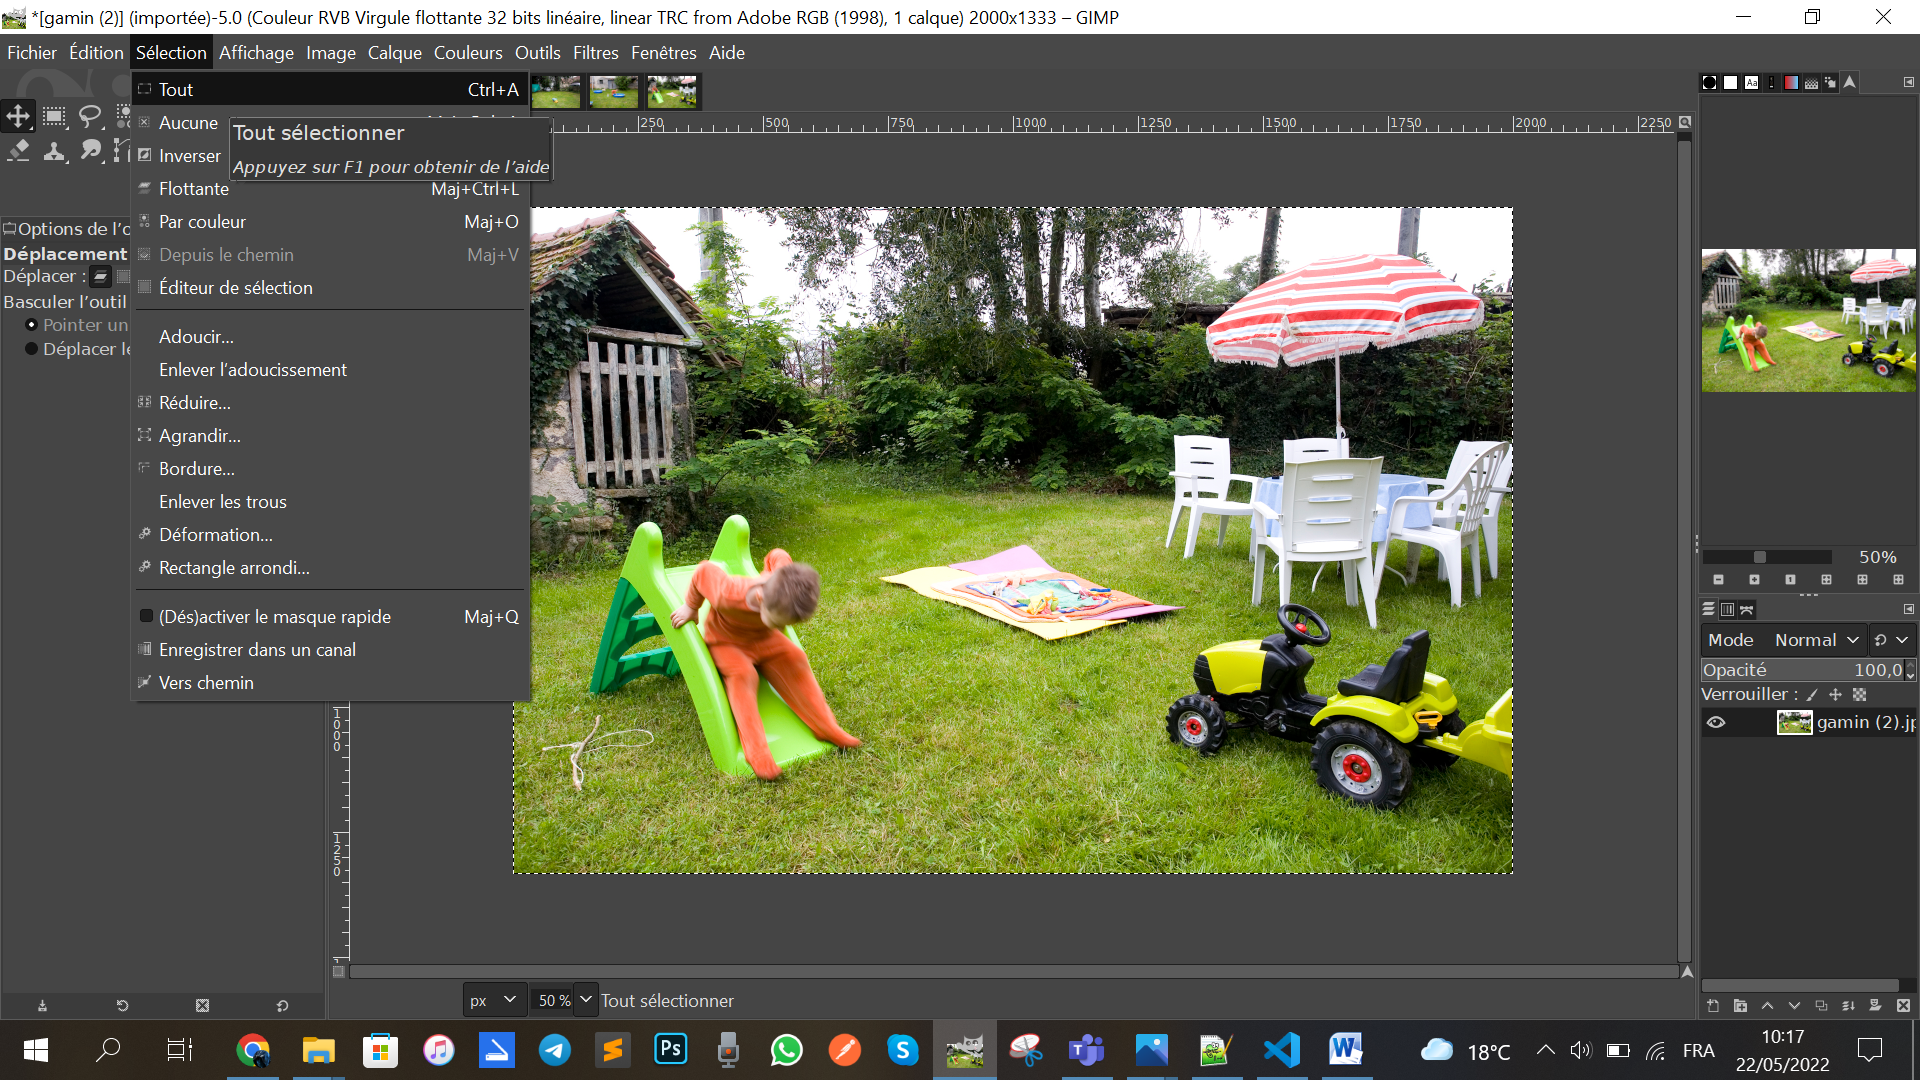 *[gamin (2)] (importée)-5.0 (Couleur RVB Virgule flottante 32 bits linéaire, linear TRC from Adobe RGB (1998), 1 calque) 2000x1333 – GIMP
Fichier Édition Sélection Affichage Image Calque Couleurs Outils Filtres Fenêtres Aide
Tout Ctrl+A
Aucune
Tout sélectionner
Inverser
Appuyez sur F1 pour obtenir de l’aide
Flottante Maj+Ctrl+L
Par couleur Maj+O
Depuis le chemin Maj+V
Éditeur de sélection
Adoucir...
Enlever l’adoucissement
Réduire...
Agrandir...
Bordure...
Enlever les trous
Déformation...
Rectangle arrondi...
(Dés)activer le masque rapide Maj+Q
Enregistrer dans un canal
Vers chemin
Options de l’o
Déplacement
Déplacer :
Basculer l’outil
Pointer un
Déplacer le
250 500 750 1000 1250 1500 1750 2000 2250
1000
1250
Aa
50%
Mode Normal
Opacité 100,0
Verrouiller :
gamin (2).jp
px 50 % Tout sélectionner
Ps
18°C FRA 10:17
22/05/2022